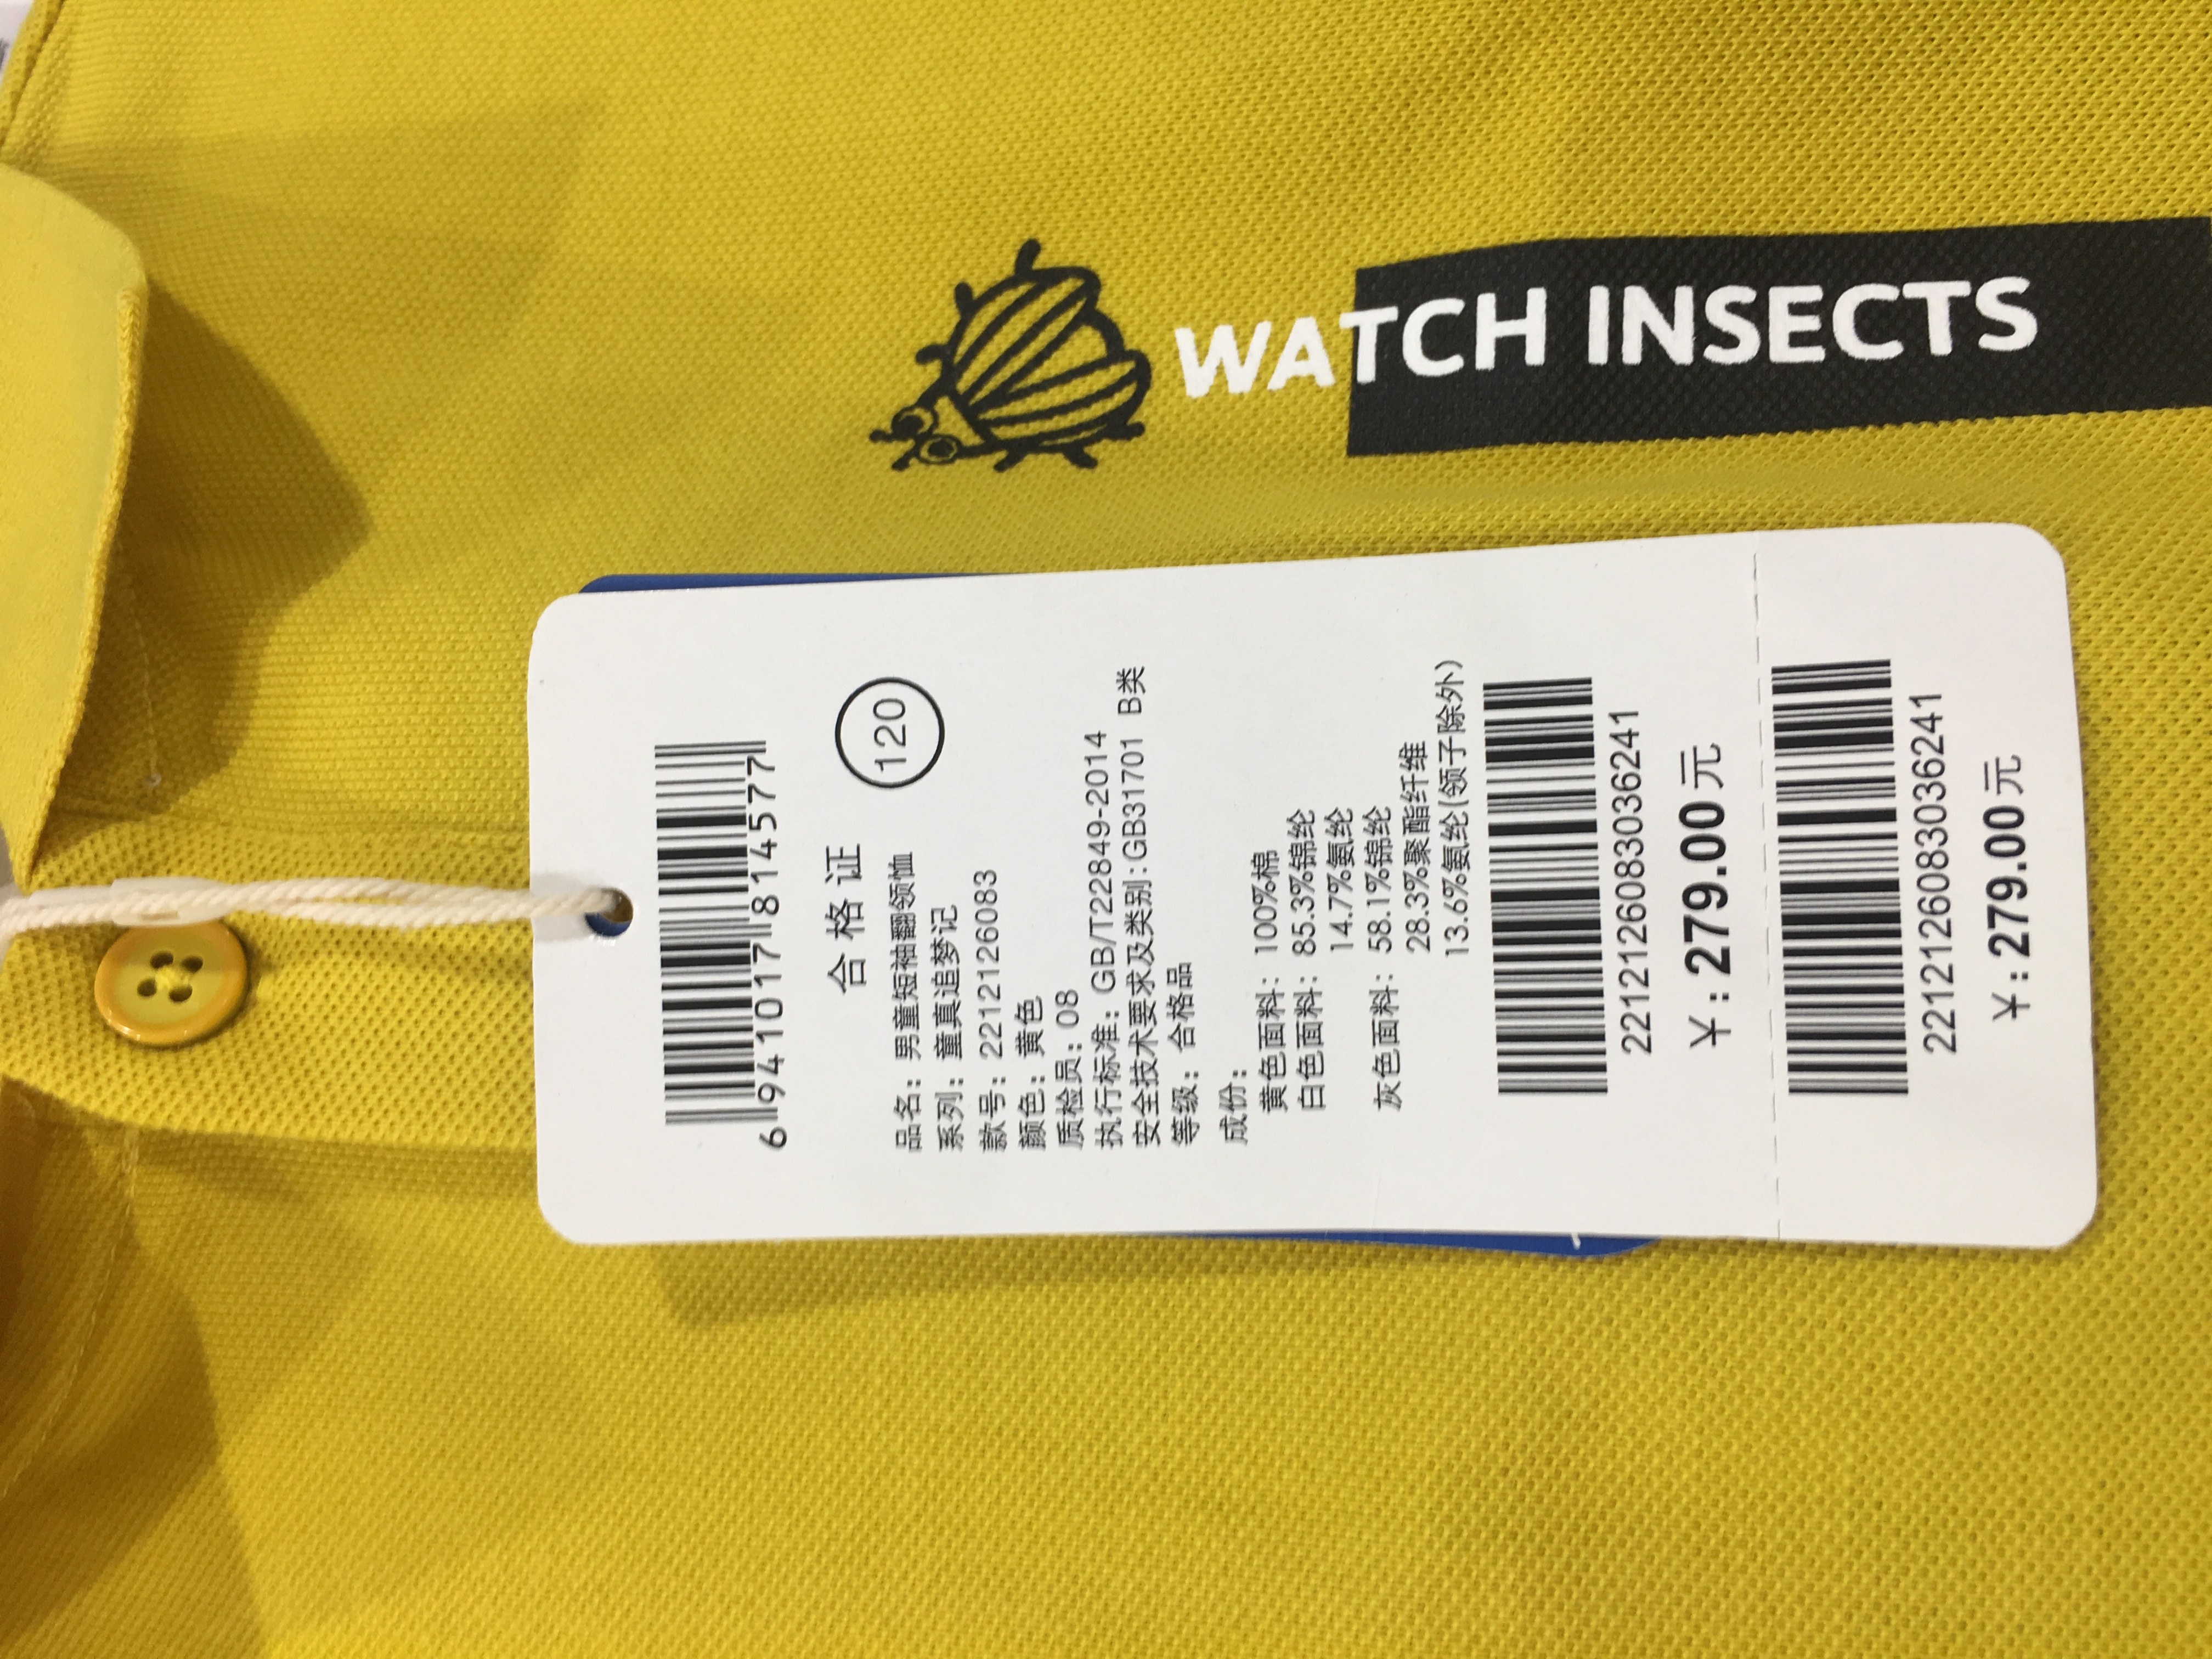 WATCH INSECTS
6 941017 814577
合格证
120
品名：男童短袖翻领恤
系列：童真追梦记
款号：221212126083
颜色：黄色
质检员：08
执行标准：GB/T22849-2014
安全技术要求及类别：GB31701 B类
等级：合格品
成份：
黄色面料：100%棉
白色面料：85.3%锦纶
14.7%氨纶
灰色面料：58.1%锦纶
28.3%聚酯纤维
13.6%氨纶(领子除外)
2212126083036241
￥:279.00元
2212126083036241
￥:279.00元